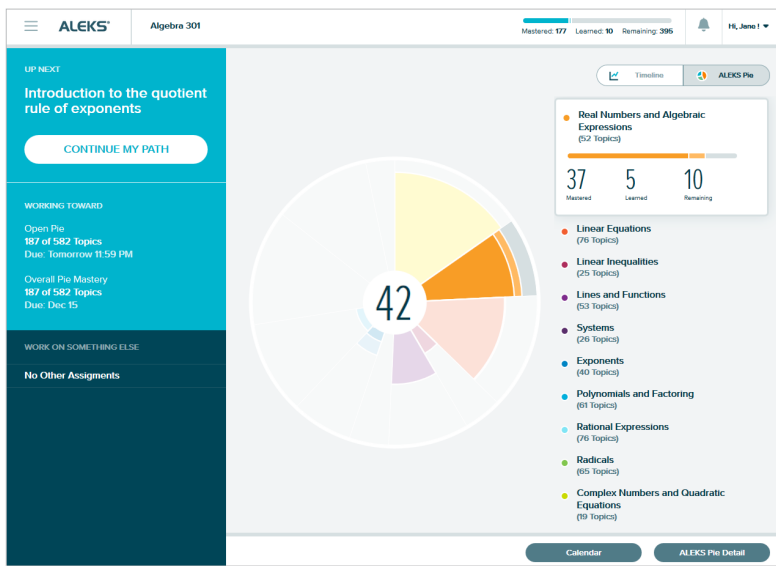 ALEKS®
Algebra 301
Mastered: 177 Learned: 10 Remaining: 395
Hi, Jane !
UP NEXT
Introduction to the quotient
rule of exponents
CONTINUE MY PATH
WORKING TOWARD
Open Pie
187 of 582 Topics
Due: Tomorrow 11:59 PM
Overall Pie Mastery
187 of 582 Topics
Due: Dec 15
WORK ON SOMETHING ELSE
No Other Assigments
42
Timeline
ALEKS Pie
Real Numbers and Algebraic
Expressions
(52 Topics)
37 5 10
Mastered Learned Remaining
Linear Equations
(76 Topics)
Linear Inequalities
(25 Topics)
Lines and Functions
(53 Topics)
Systems
(26 Topics)
Exponents
(40 Topics)
Polynomials and Factoring
(61 Topics)
Rational Expressions
(76 Topics)
Radicals
(65 Topics)
Complex Numbers and Quadratic
Equations
(19 Topics)
Calendar
ALEKS Pie Detail